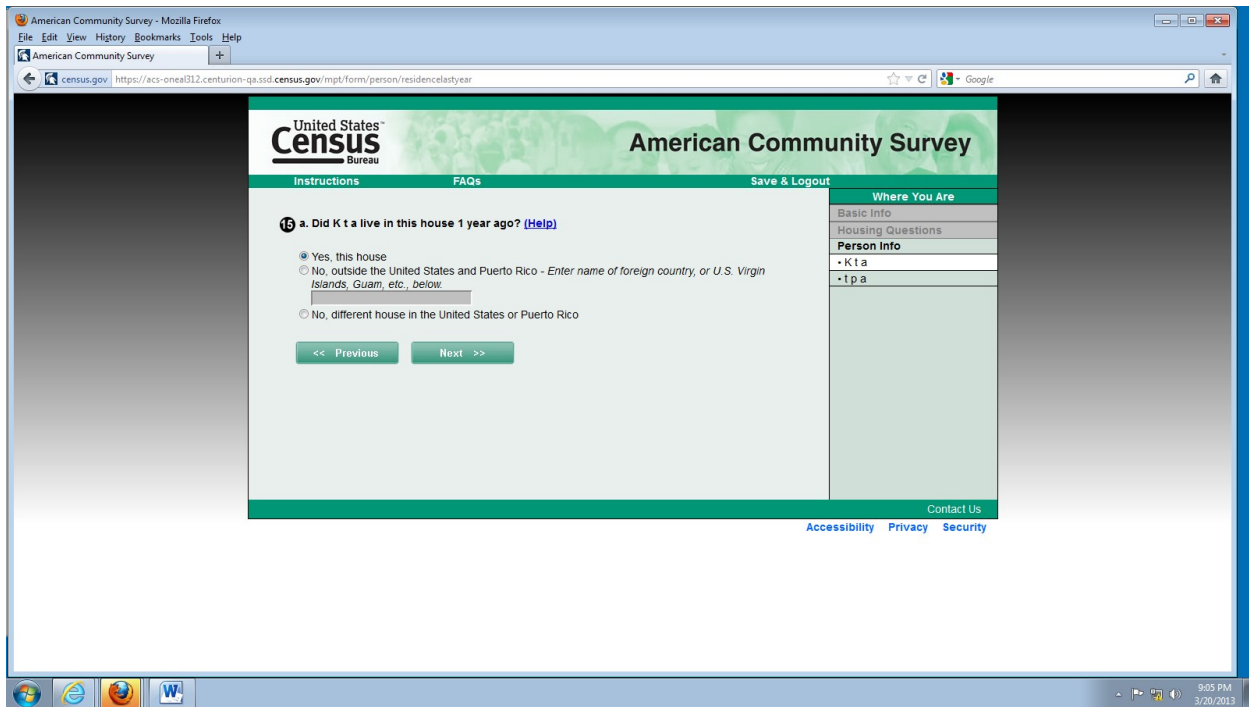 American Community Survey - Mozilla Firefox
File Edit View History Bookmarks Tools Help
American Community Survey +
census.gov https://acs-oneal312.centurion-qa.ssd.census.gov/mpt/form/person/residencelastyear Google
United States™
Census
Bureau
American Community Survey
Instructions FAQs Save & Logout
Where You Are
Basic Info
Housing Questions
Person Info
• K t a
• t p a
15 a. Did K t a live in this house 1 year ago? (Help)
Yes, this house
No, outside the United States and Puerto Rico - Enter name of foreign country, or U.S. Virgin
Islands, Guam, etc., below.
No, different house in the United States or Puerto Rico
<< Previous Next >>
Contact Us
Accessibility Privacy Security
W
9:05 PM
3/20/2013